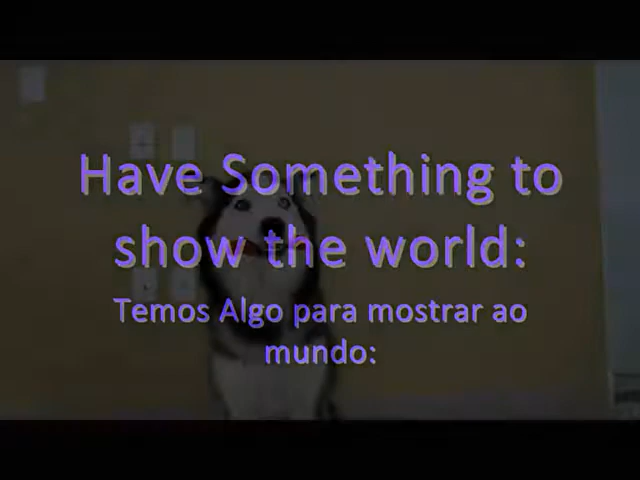 Have Something to
show the world:
Temos Algo para mostrar ao
mundo: